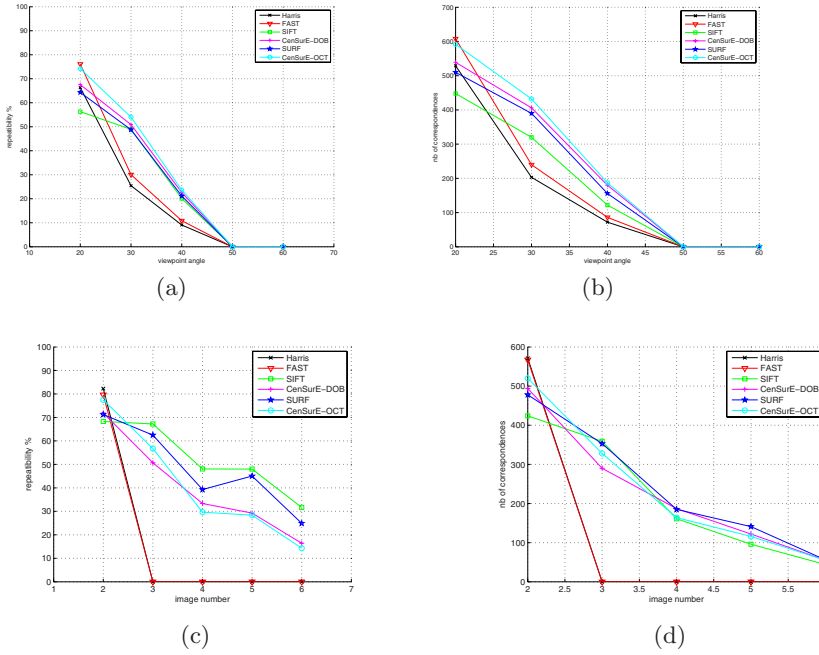 100
90
80
70
60
50
40
30
20
10
0
repeatibility %
10 20 30 40 50 60 70
viewpoint angle
Harris
FAST
SIFT
CenSurE-DOB
SURF
CenSurE-OCT
(a)
700
600
500
400
300
200
100
0
nb of correspondences
20 25 30 35 40 45 50 55 60
viewpoint angle
Harris
FAST
SIFT
CenSurE-DOB
SURF
CenSurE-OCT
(b)
100
90
80
70
60
50
40
30
20
10
0
repeatibility %
1 2 3 4 5 6 7
image number
Harris
FAST
SIFT
CenSurE-DOB
SURF
CenSurE-OCT
(c)
600
500
400
300
200
100
0
nb of correspondences
2 2.5 3 3.5 4 4.5 5 5.5
image number
Harris
FAST
SIFT
CenSurE-DOB
SURF
CenSurE-OCT
(d)